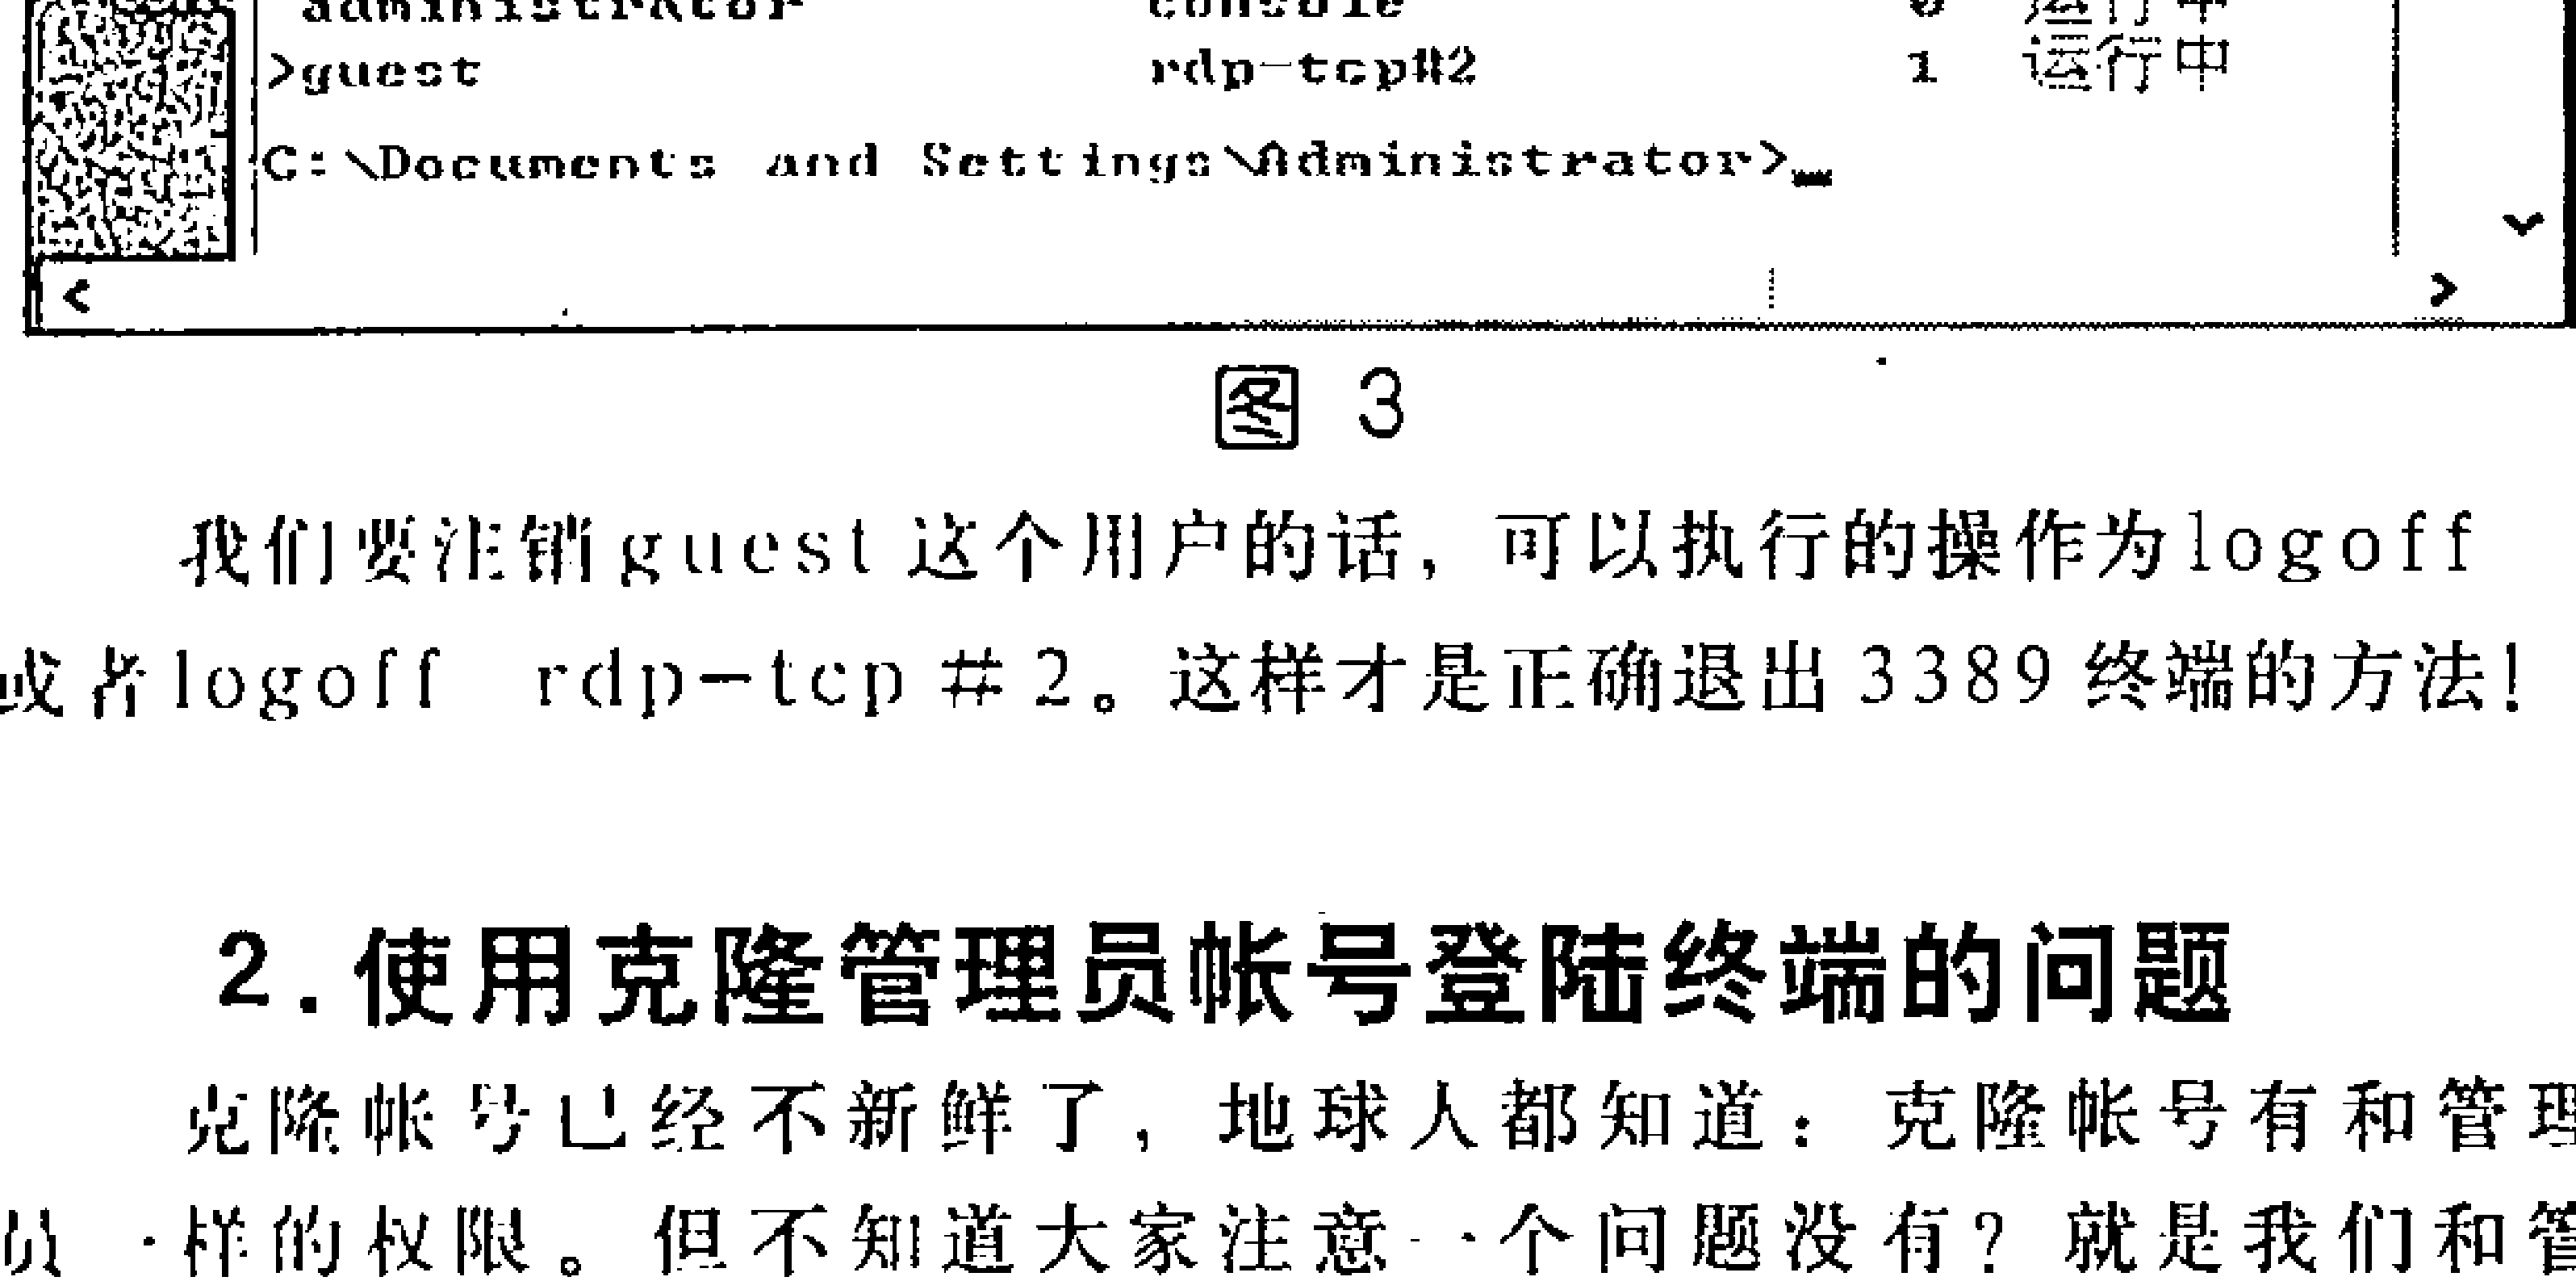 administrator console 0 运行中
>guest rdp-tcp#2 1 运行中
C:\Documents and Settings\Administrator>_
图 3
我们要注销guest这个用户的话，可以执行的操作为logoff
或者logoff rdp-tcp#2。这样才是正确退出3389终端的方法！
2.使用克隆管理员帐号登陆终端的问题
克隆帐号已经不新鲜了，地球人都知道：克隆帐号有和管理
员一样的权限。但不知道大家注意一个问题没有？就是我们和管